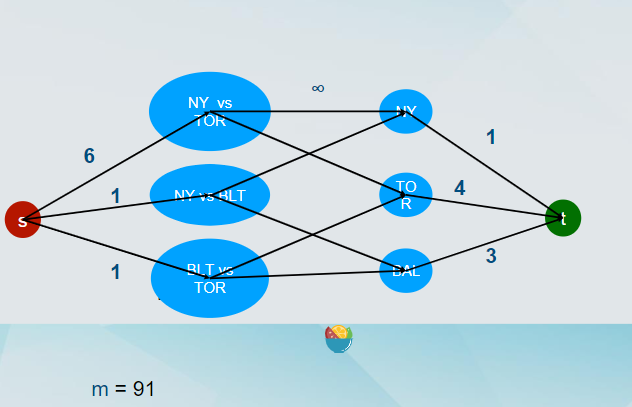 ∞
NY vs
TOR
NY
1
6
1
NY vs BLT
TO
R
4
s
t
1
BLT vs
TOR
BAL
3
m = 91